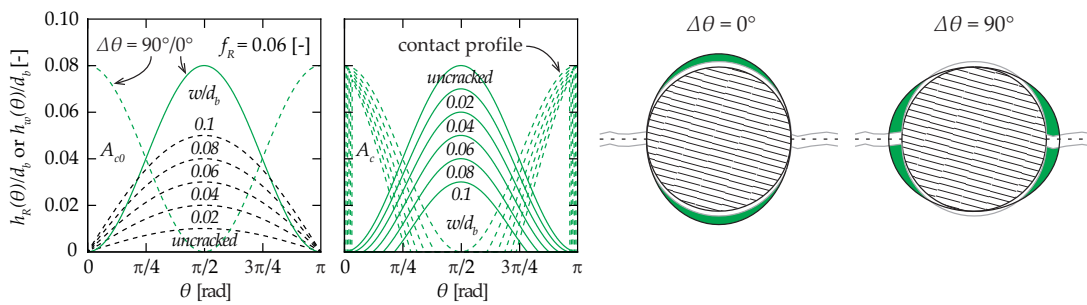 h_R(θ)/d_b or h_w(θ)/d_b [-]
0.10
0.08
0.06
0.04
0.02
0
Δθ = 90°/0°
f_R = 0.06 [-]
w/d_b
A_c0
0.1
0.08
0.06
0.04
0.02
uncracked
0
π/4
π/2
3π/4
π
θ [rad]
contact profile
uncracked
0.02
0.04
0.06
0.08
0.1
w/d_b
A_c
0
π/4
π/2
3π/4
π
θ [rad]
Δθ = 0°
Δθ = 90°